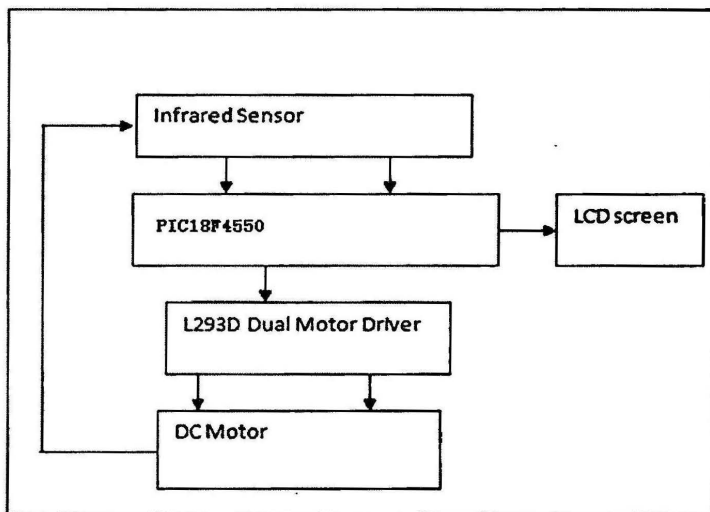 Infrared Sensor
PIC18F4550
LCD screen
L293D Dual Motor Driver
DC Motor